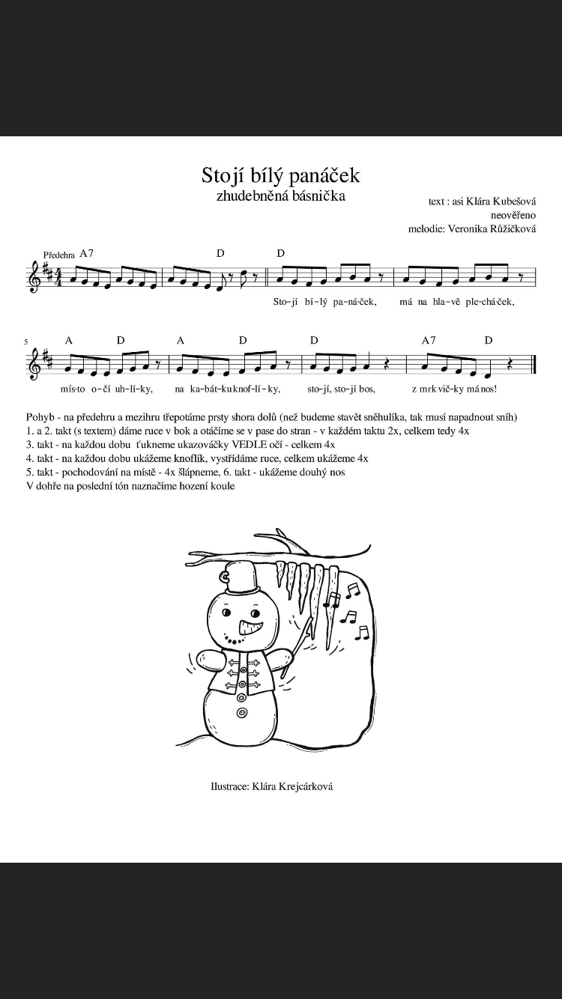 Stojí bílý panáček
zhudebněná básnička
text : asi Klára Kubešová
neověřeno
melodie: Veronika Růžičková
Předehra A7 D D
4 4
Sto-jí bí-lý pa-ná-ček, má na hla-vě ple-chá-ček,
5 A D A D D A7 D
mís-to o-čí uh-lí-ky, na ka-bát-ku knof-lí-ky, sto-jí, sto-jí bos, z mrk vič-ky má nos!
Pohyb - na předehru a mezihru třepotáme prsty shora dolů (než budeme stavět sněhulíka, tak musí napadnout sníh)
1. a 2. takt (s textem) dáme ruce v bok a otáčíme se v pase do stran - v každém taktu 2x, celkem tedy 4x
3. takt - na každou dobu ťukneme ukazováčky VEDLE očí - celkem 4x
4. takt - na každou dobu ukážeme knoflík, vystřídáme ruce, celkem ukážeme 4x
5. takt - pochodování na místě - 4x šlápneme, 6. takt - ukážeme douhý nos
V dohře na poslední tón naznačíme hození koule
Ilustrace: Klára Krejcárková